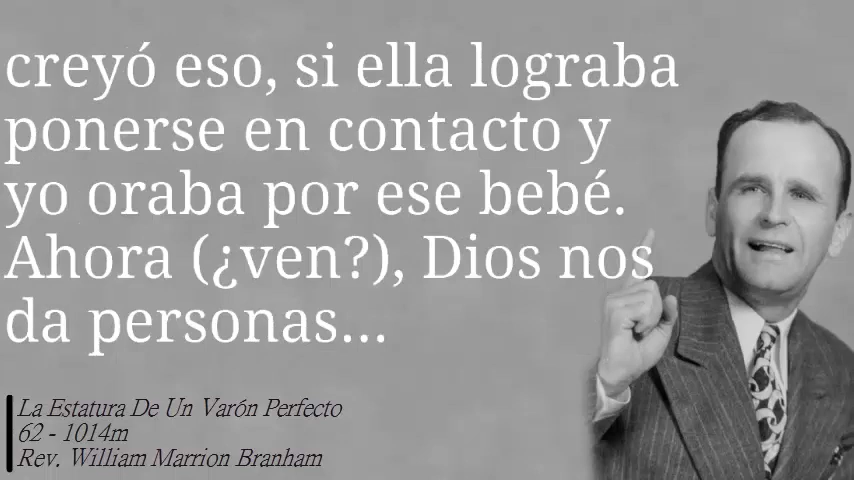 creyó eso, si ella lograba
ponerse en contacto y
yo oraba por ese bebé.
Ahora (¿ven?), Dios nos
da personas...
La Estatura De Un Varón Perfecto
62 - 1014m
Rev. William Marrion Branham